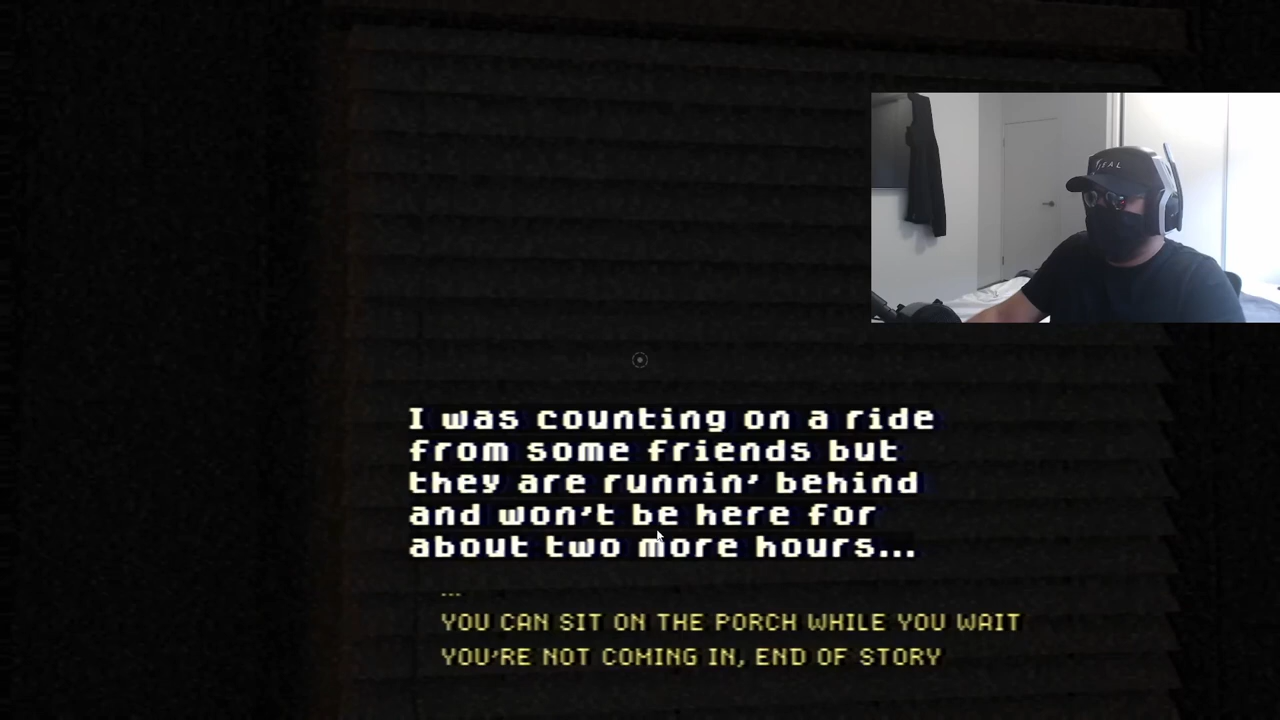 I was counting on a ride
from some friends but
they are runnin' behind
and won't be here for
about two more hours...
...
YOU CAN SIT ON THE PORCH WHILE YOU WAIT
YOU'RE NOT COMING IN, END OF STORY